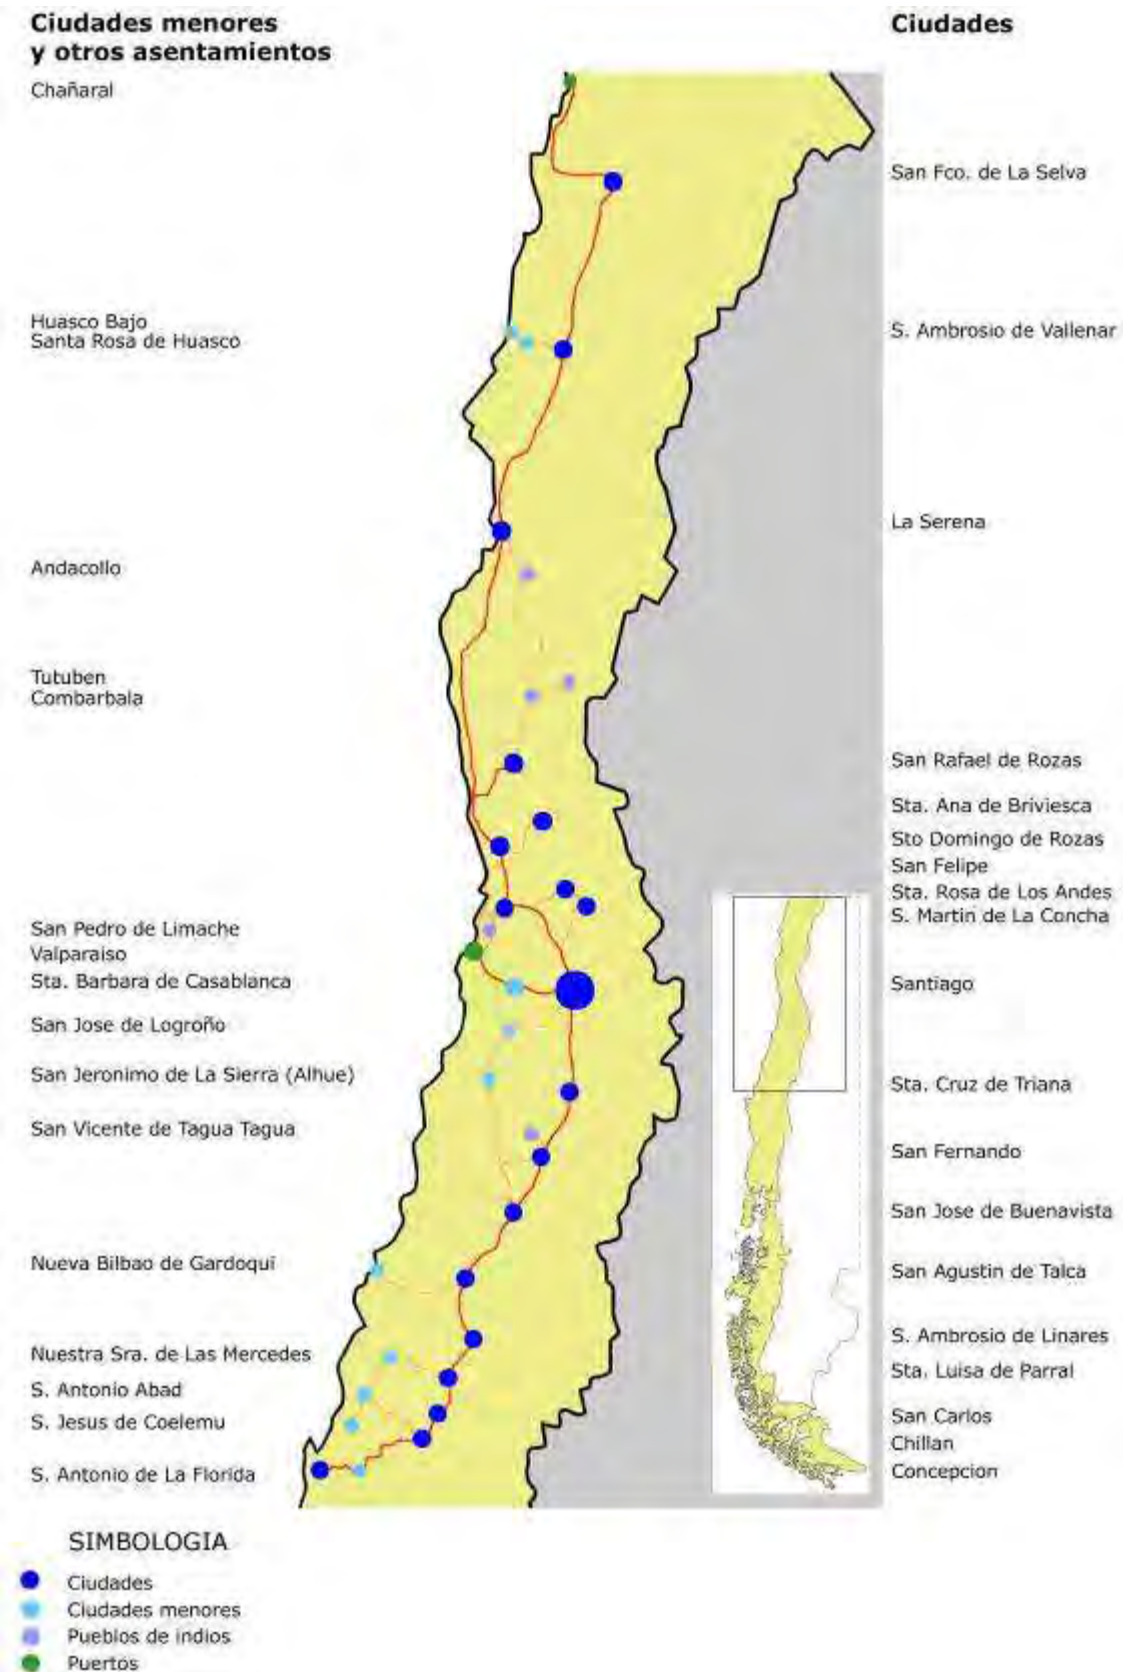 Ciudades menores
y otros asentamientos
Chañaral
Huasco Bajo
Santa Rosa de Huasco
Andacollo
Tutuben
Combarbala
San Pedro de Limache
Valparaiso
Sta. Barbara de Casablanca
San Jose de Logroño
San Jeronimo de La Sierra (Alhue)
San Vicente de Tagua Tagua
Nueva Bilbao de Gardoqui
Nuestra Sra. de Las Mercedes
S. Antonio Abad
S. Jesus de Coelemu
S. Antonio de La Florida
Ciudades
San Fco. de La Selva
S. Ambrosio de Vallenar
La Serena
San Rafael de Rozas
Sta. Ana de Briviesca
Sto Domingo de Rozas
San Felipe
Sta. Rosa de Los Andes
S. Martin de La Concha
Santiago
Sta. Cruz de Triana
San Fernando
San Jose de Buenavista
San Agustin de Talca
S. Ambrosio de Linares
Sta. Luisa de Parral
San Carlos
Chillan
Concepcion
SIMBOLOGIA
Ciudades
Ciudades menores
Pueblos de indios
Puertos